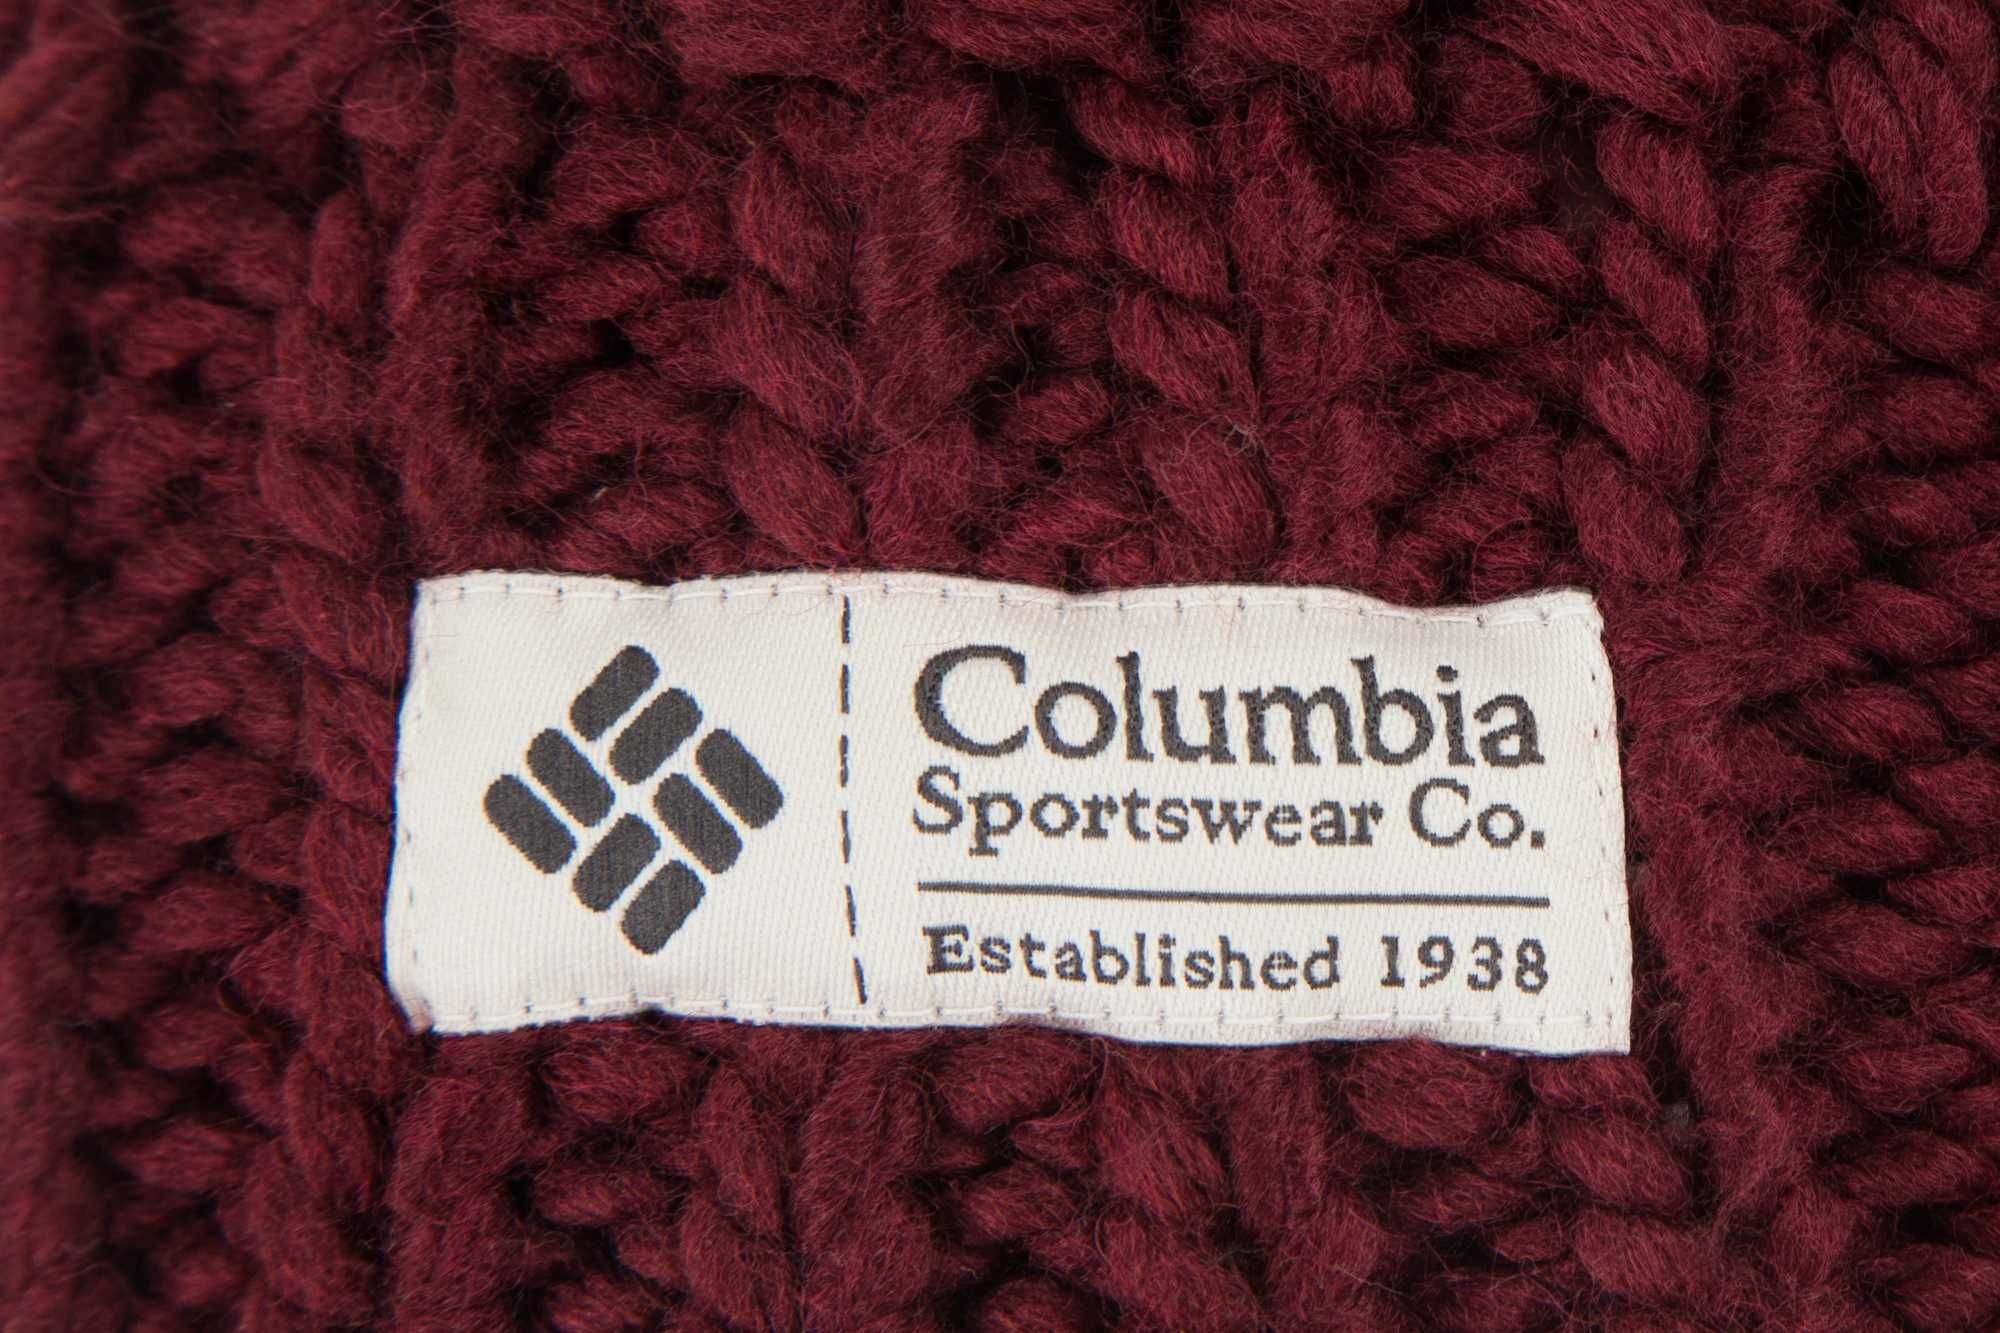 Columbia
Sportswear Co.
Established 1938